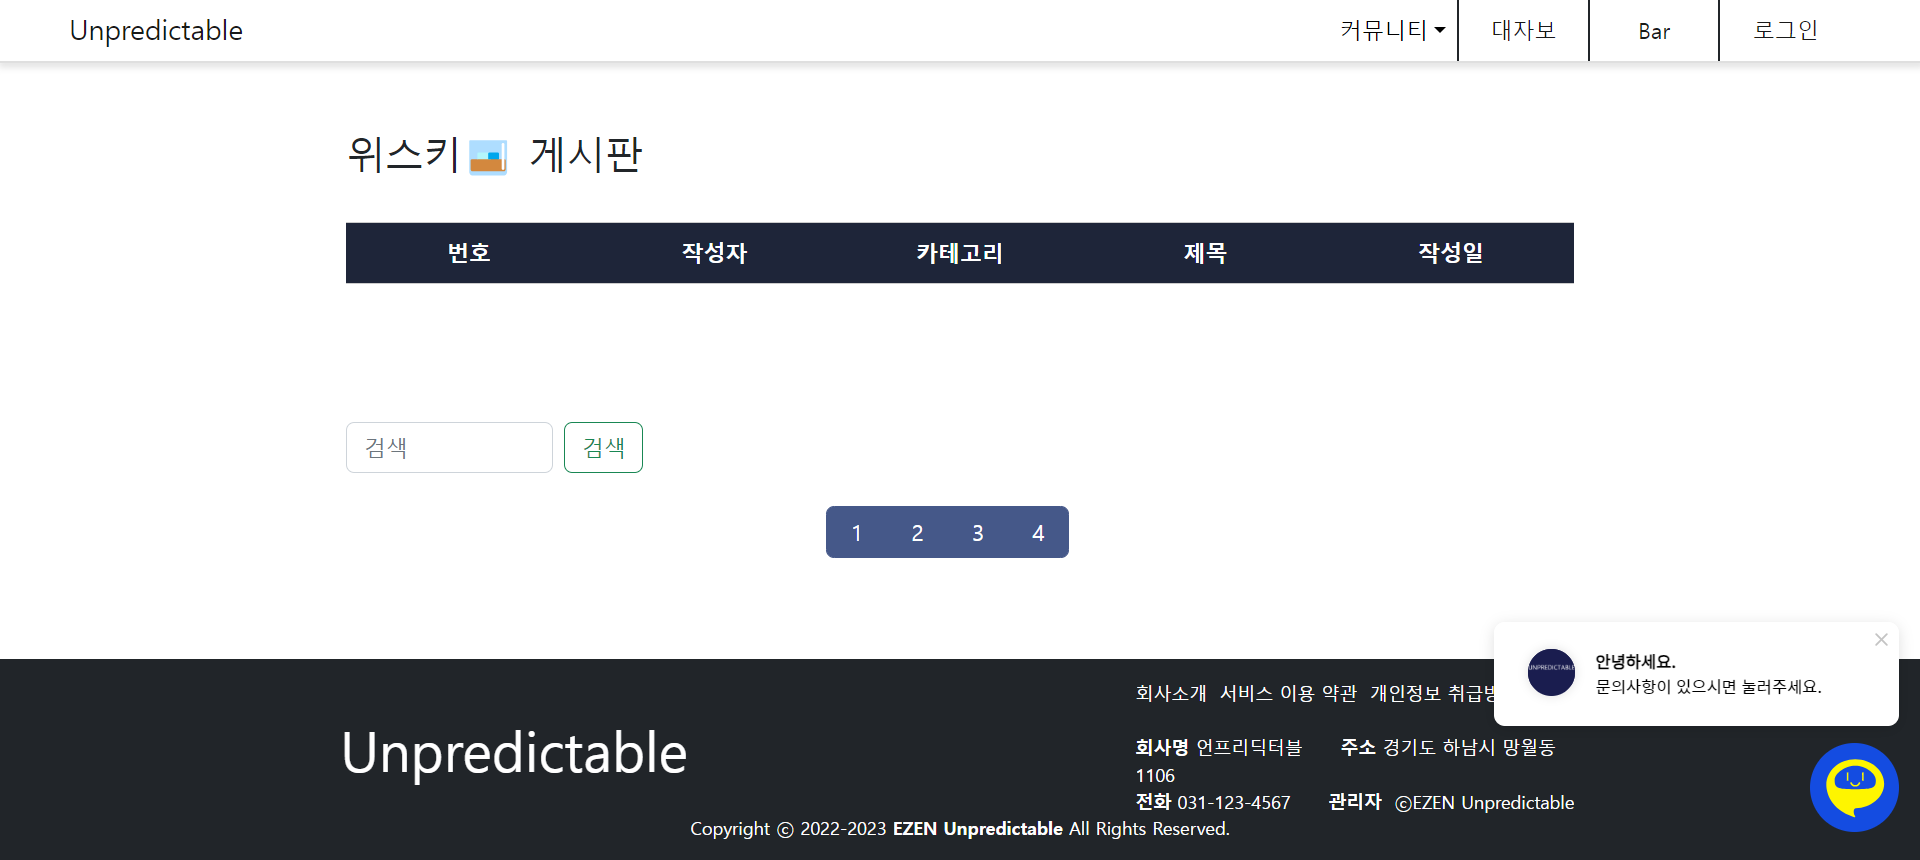 Unpredictable
커뮤니티
대자보
Bar
로그인
위스키 게시판
번호 작성자 카테고리 제목 작성일
검색 검색
1 2 3 4
회사소개 서비스 이용 약관 개인정보
안녕하세요.
문의사항이 있으시면 눌러주세요.
UNPREDICTABLE
Unpredictable
회사명 언프리딕터블 주소 경기도 하남시 망월동
1106
전화 031-123-4567 관리자 ⓒEZEN Unpredictable
Copyright ⓒ 2022-2023 EZEN Unpredictable All Rights Reserved.